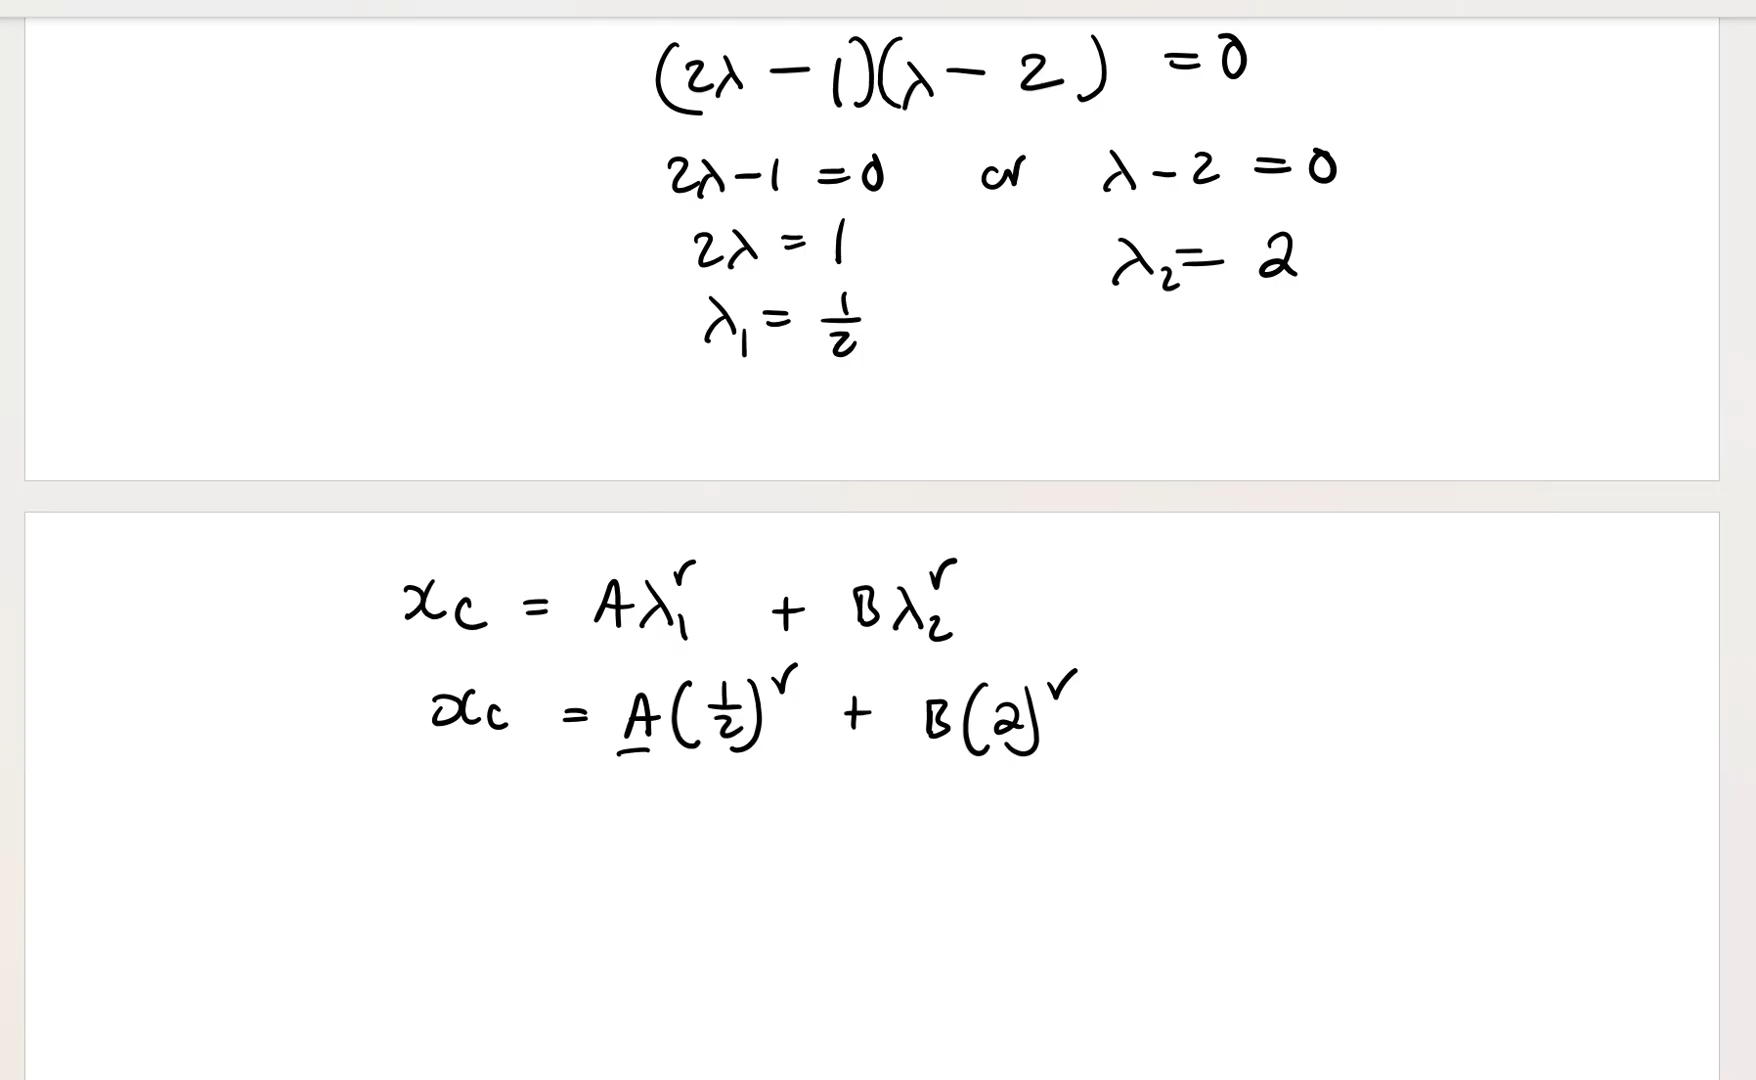 (2λ − 1)(λ − 2) = 0
2λ − 1 = 0 or λ − 2 = 0
2λ = 1 λ₂ = 2
λ₁ = 1/2
x_c = Aλ₁^r + Bλ₂^r
x_c = A(1/2)^r + B(2)^r